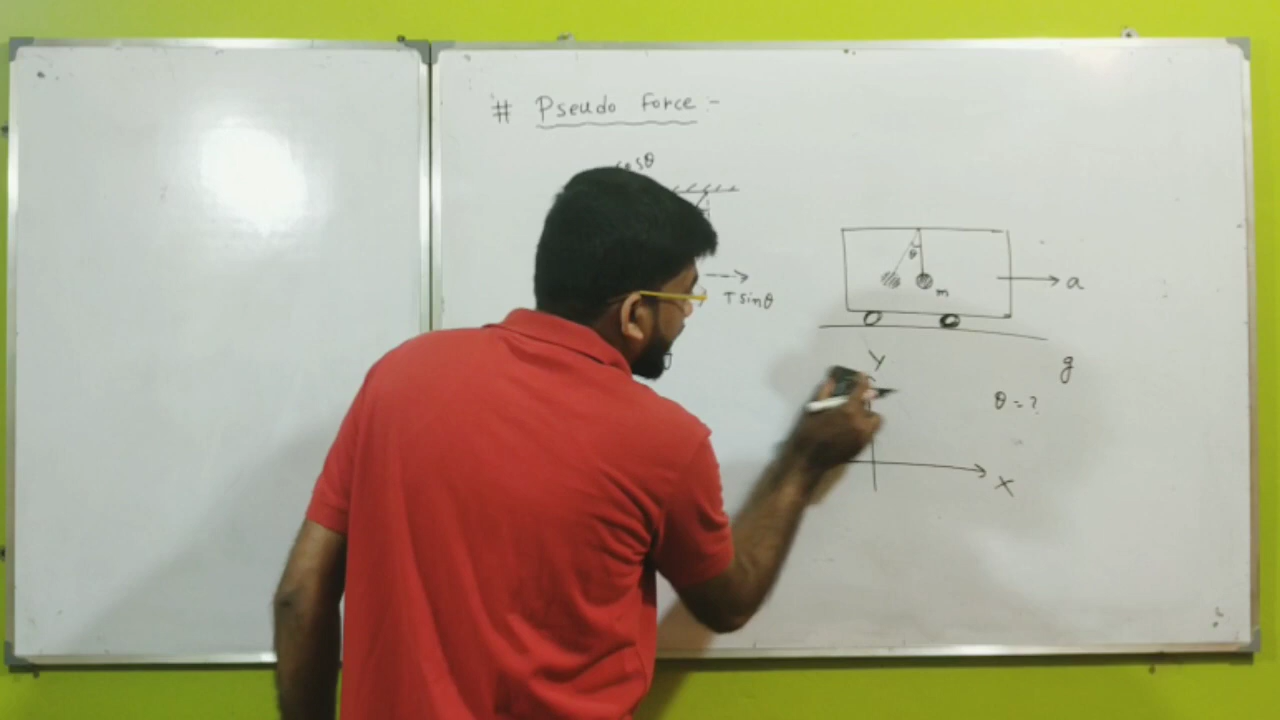 # Pseudo Force :-
cosθ
T sinθ
θ
m
a
Y
g
θ = ?
X